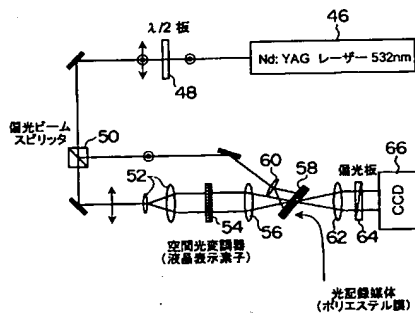 46
λ/2 板
Nd: YAG レーザー 532nm
48
偏光ビーム
スピリッタ
50
66
58
60
偏光板
52
CCD
54
56
62
64
空間光変調器
(液晶表示素子)
光記録媒体
(ポリエステル膜)